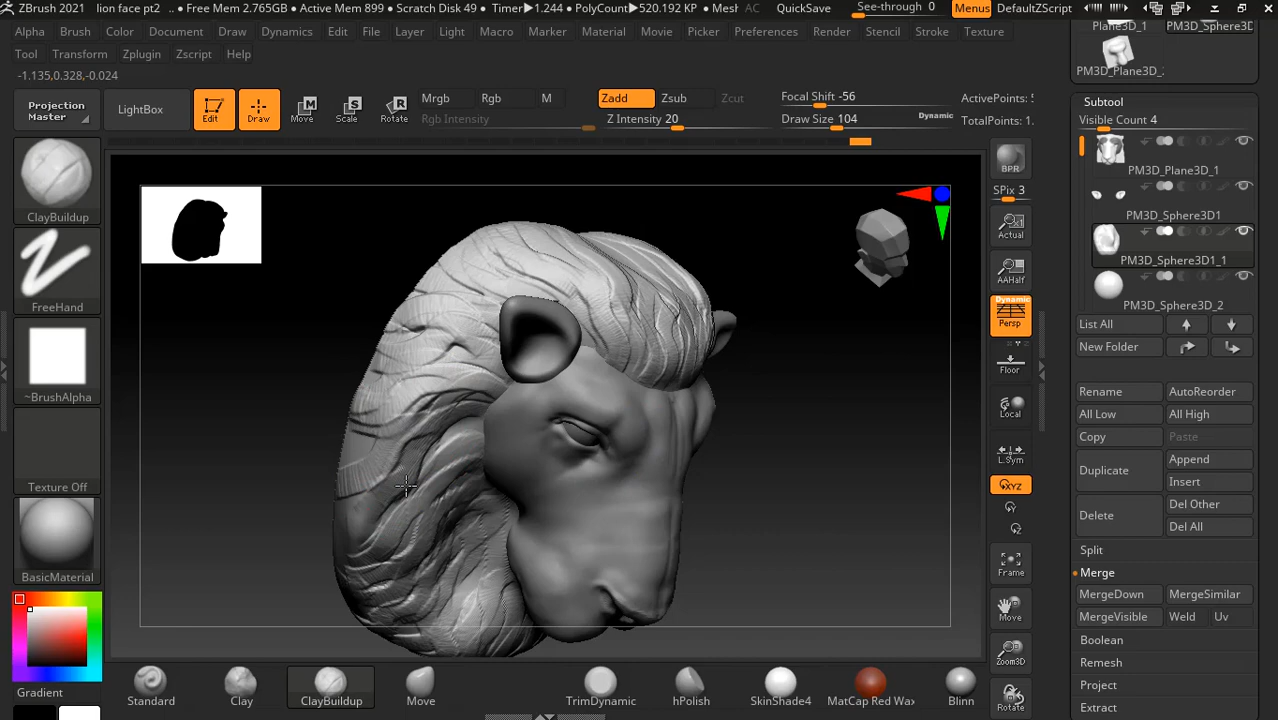 ZBrush 2021 lion face pt2 .. • Free Mem 2.765GB • Active Mem 899 • Scratch Disk 49 • Timer▶1.244 • PolyCount▶520.192 KP • Mesh AC QuickSave See-through 0 Menus DefaultZScript
Alpha Brush Color Document Draw Dynamics Edit File Layer Light Macro Marker Material Movie Picker Preferences Render Stencil Stroke Texture
Tool Transform Zplugin Zscript Help
-1.135,0.328,-0.024
Projection Master
LightBox
Edit
Draw
Move
Scale
Rotate
Mrgb Rgb M
Rgb Intensity
Zadd Zsub Zcut
Z Intensity 20
Focal Shift -56
Draw Size 104
Dynamic
ActivePoints:
TotalPoints: 1.
ClayBuildup
FreeHand
~BrushAlpha
Texture Off
BasicMaterial
Gradient
BPR
SPix 3
Actual
AAHalf
Dynamic
Persp
Floor
Local
L.Sym
XYZ
Frame
Move
Zoom3D
Rotate
Plane3D_1
PM3D_Sphere3D
PM3D_Plane3D_
Subtool
Visible Count 4
PM3D_Plane3D_1
PM3D_Sphere3D1
PM3D_Sphere3D1_1
PM3D_Sphere3D_2
List All
New Folder
Rename AutoReorder
All Low All High
Copy Paste
Duplicate Append
Insert
Delete Del Other
Del All
Split
Merge
MergeDown MergeSimilar
MergeVisible Weld Uv
Boolean
Remesh
Project
Extract
Standard Clay ClayBuildup Move TrimDynamic hPolish SkinShade4 MatCap Red Wax Blinn